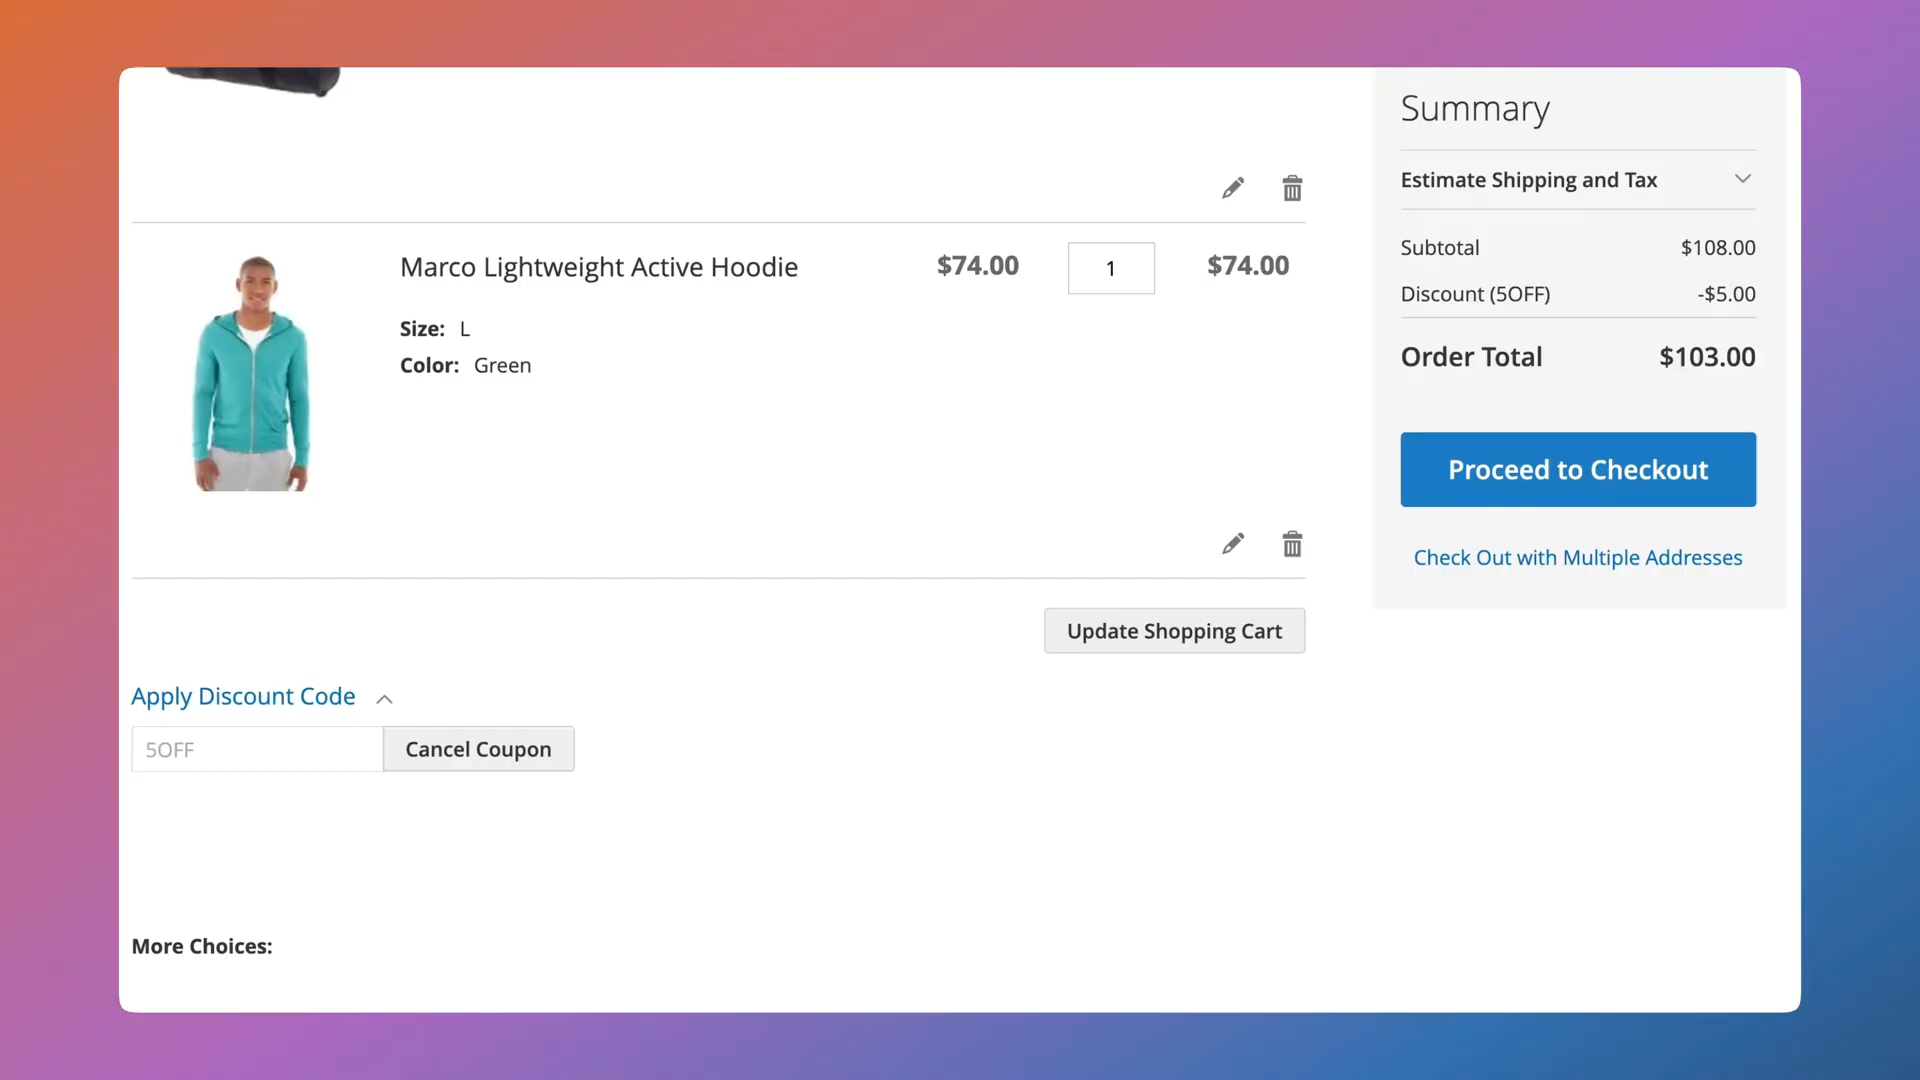 Summary
Estimate Shipping and Tax
Subtotal $108.00
Discount (5OFF) -$5.00
Order Total $103.00
Proceed to Checkout
Check Out with Multiple Addresses
Marco Lightweight Active Hoodie $74.00 1 $74.00
Size: L
Color: Green
Update Shopping Cart
Apply Discount Code
5OFF Cancel Coupon
More Choices: